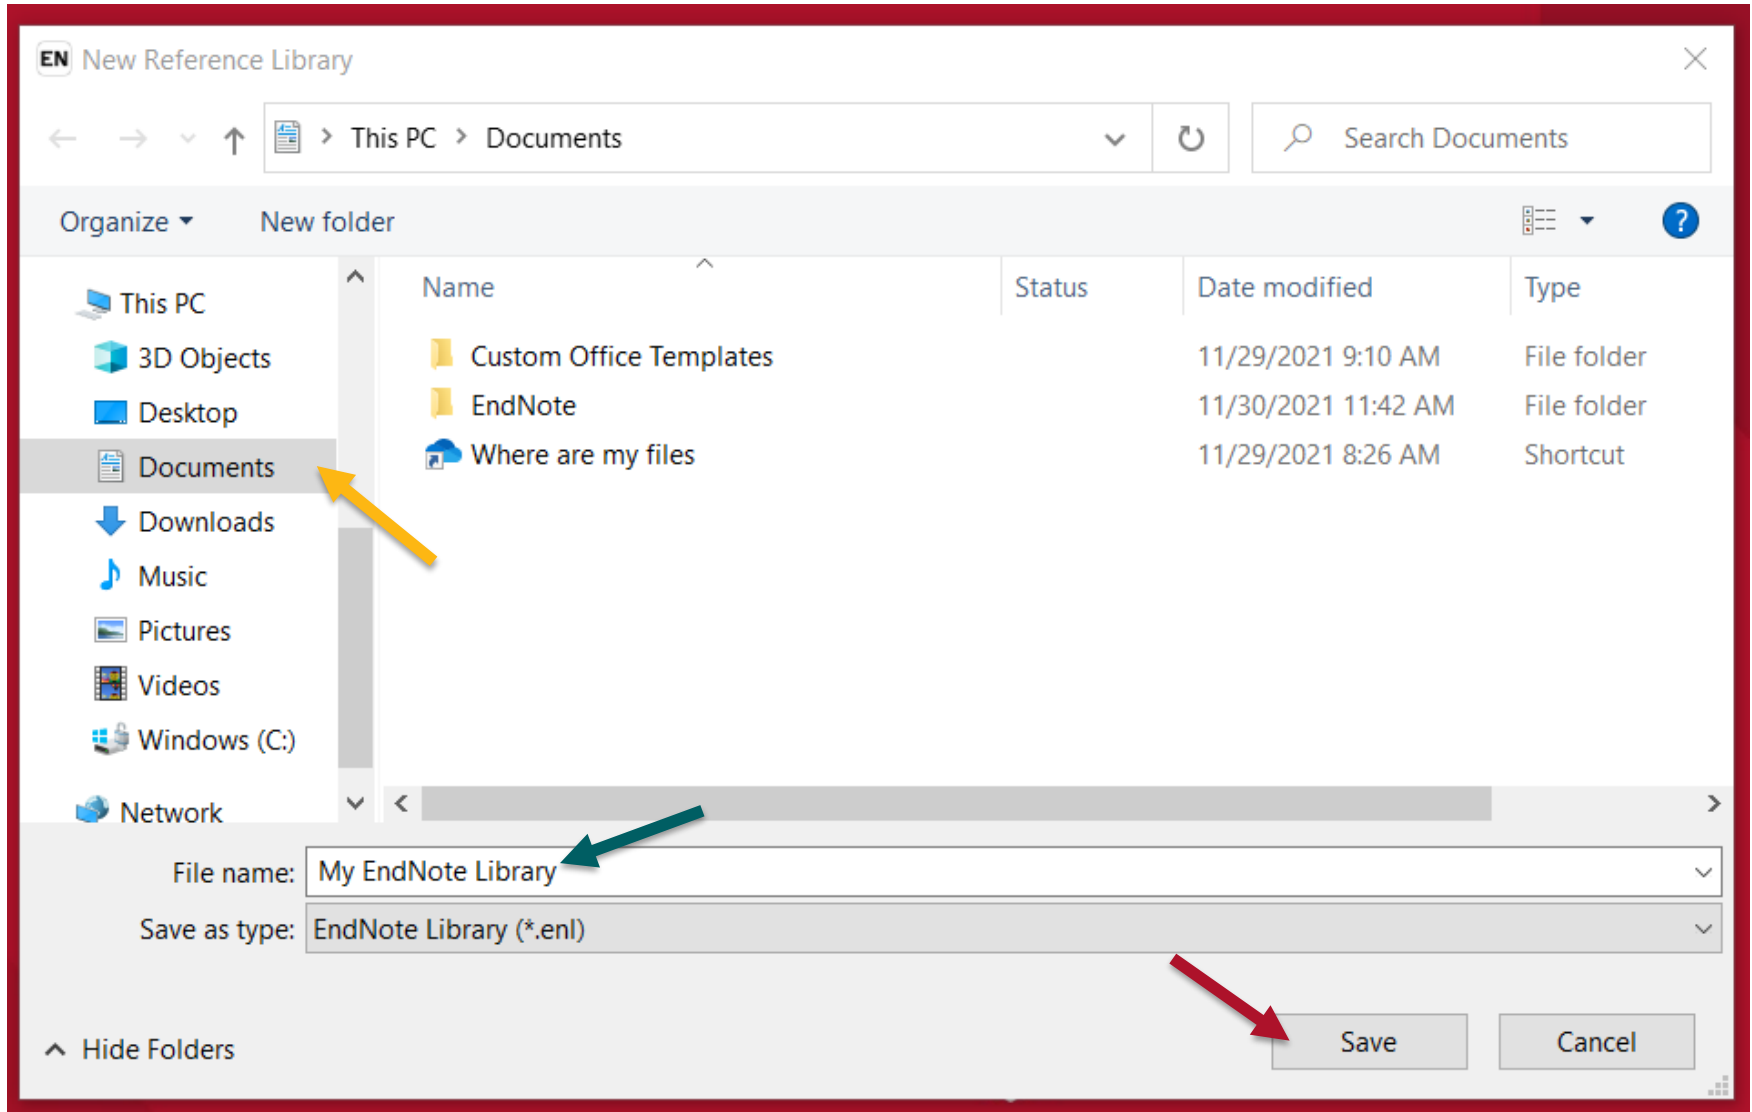 EN New Reference Library
This PC > Documents
Search Documents
Organize
New folder
?
Name
Status
Date modified
Type
This PC
3D Objects
Desktop
Documents
Downloads
Music
Pictures
Videos
Windows (C:)
Network
Custom Office Templates 11/29/2021 9:10 AM File folder
EndNote 11/30/2021 11:42 AM File folder
Where are my files 11/29/2021 8:26 AM Shortcut
File name: My EndNote Library
Save as type: EndNote Library (*.enl)
Hide Folders
Save
Cancel